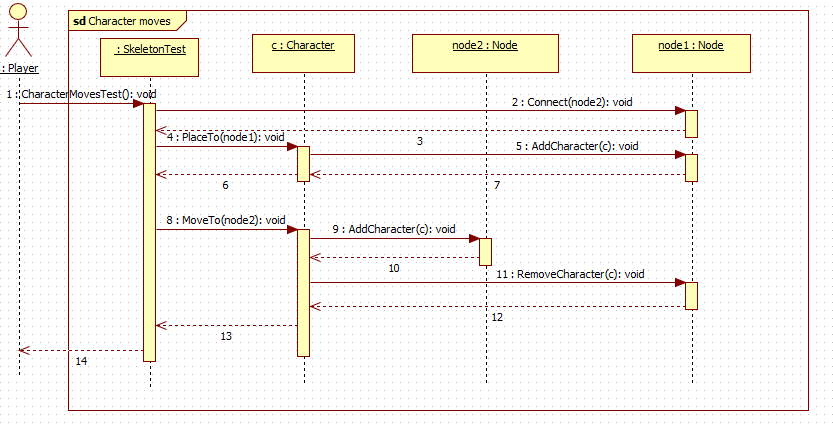 sd Character moves
: Player
: SkeletonTest
c : Character
node2 : Node
node1 : Node
1 : CharacterMovesTest(): void
2 : Connect(node2): void
3
4 : PlaceTo(node1): void
5 : AddCharacter(c): void
6
7
8 : MoveTo(node2): void
9 : AddCharacter(c): void
10
11 : RemoveCharacter(c): void
12
13
14